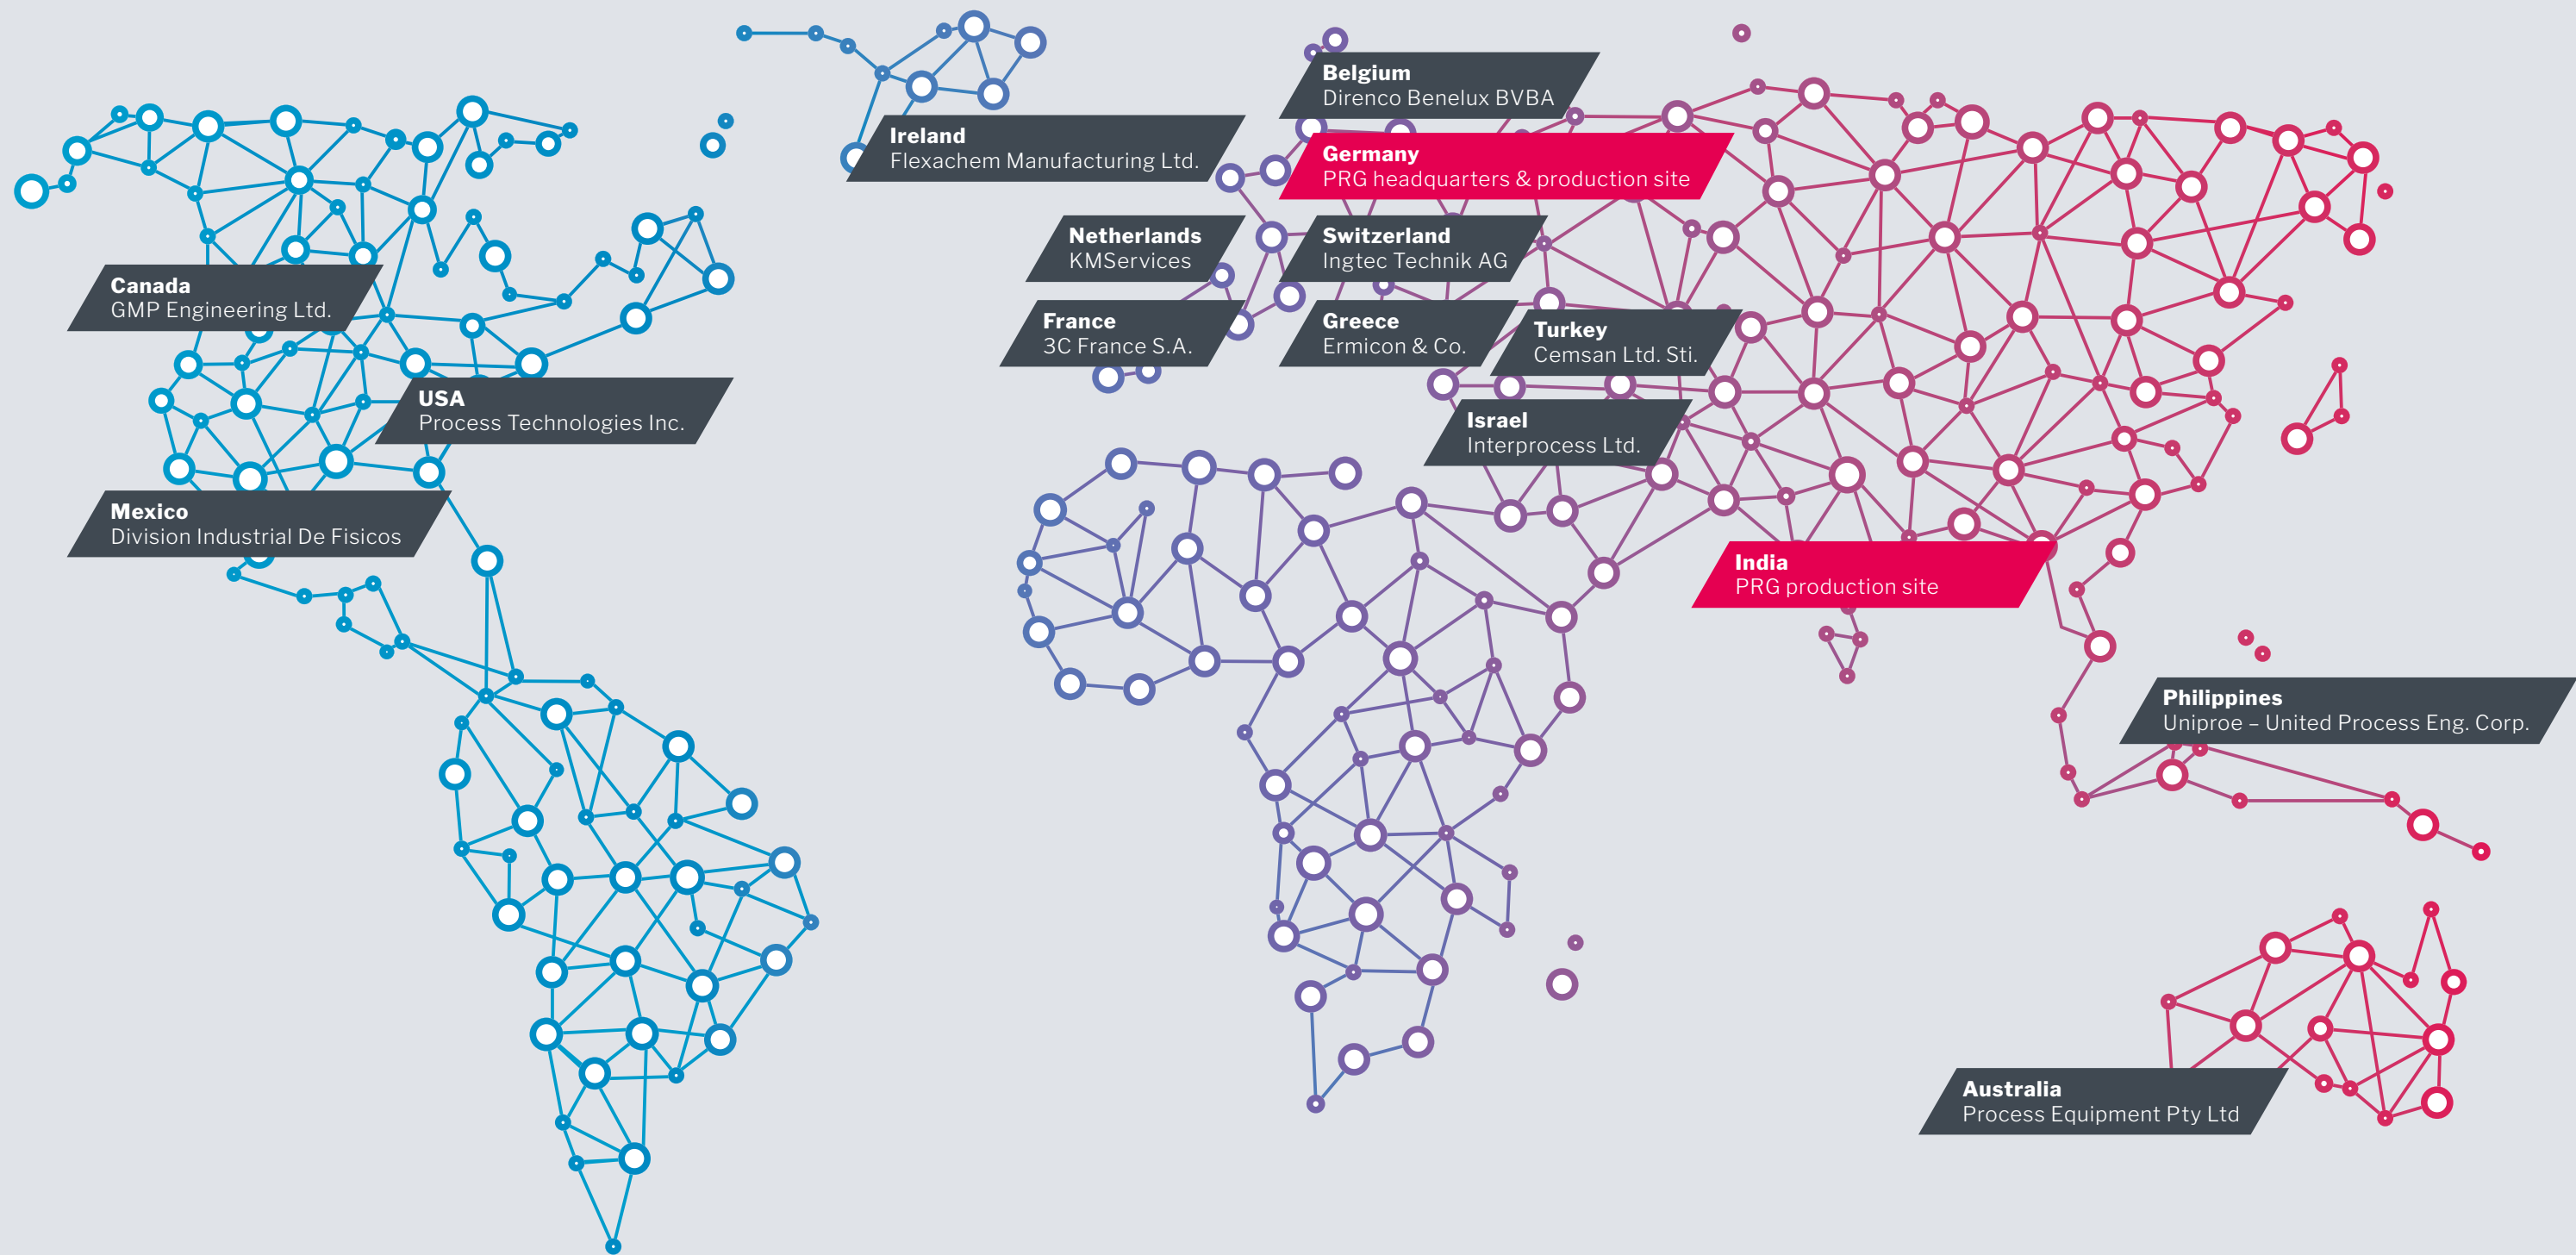 Belgium
Direnco Benelux BVBA
Ireland
Flexachem Manufacturing Ltd.
Germany
PRG headquarters & production site
Netherlands
KMServices
Switzerland
Ingtec Technik AG
Canada
GMP Engineering Ltd.
France
3C France S.A.
Greece
Ermicon & Co.
Turkey
Cemsan Ltd. Sti.
USA
Process Technologies Inc.
Israel
Interprocess Ltd.
Mexico
Division Industrial De Fisicos
India
PRG production site
Philippines
Uniproe – United Process Eng. Corp.
Australia
Process Equipment Pty Ltd